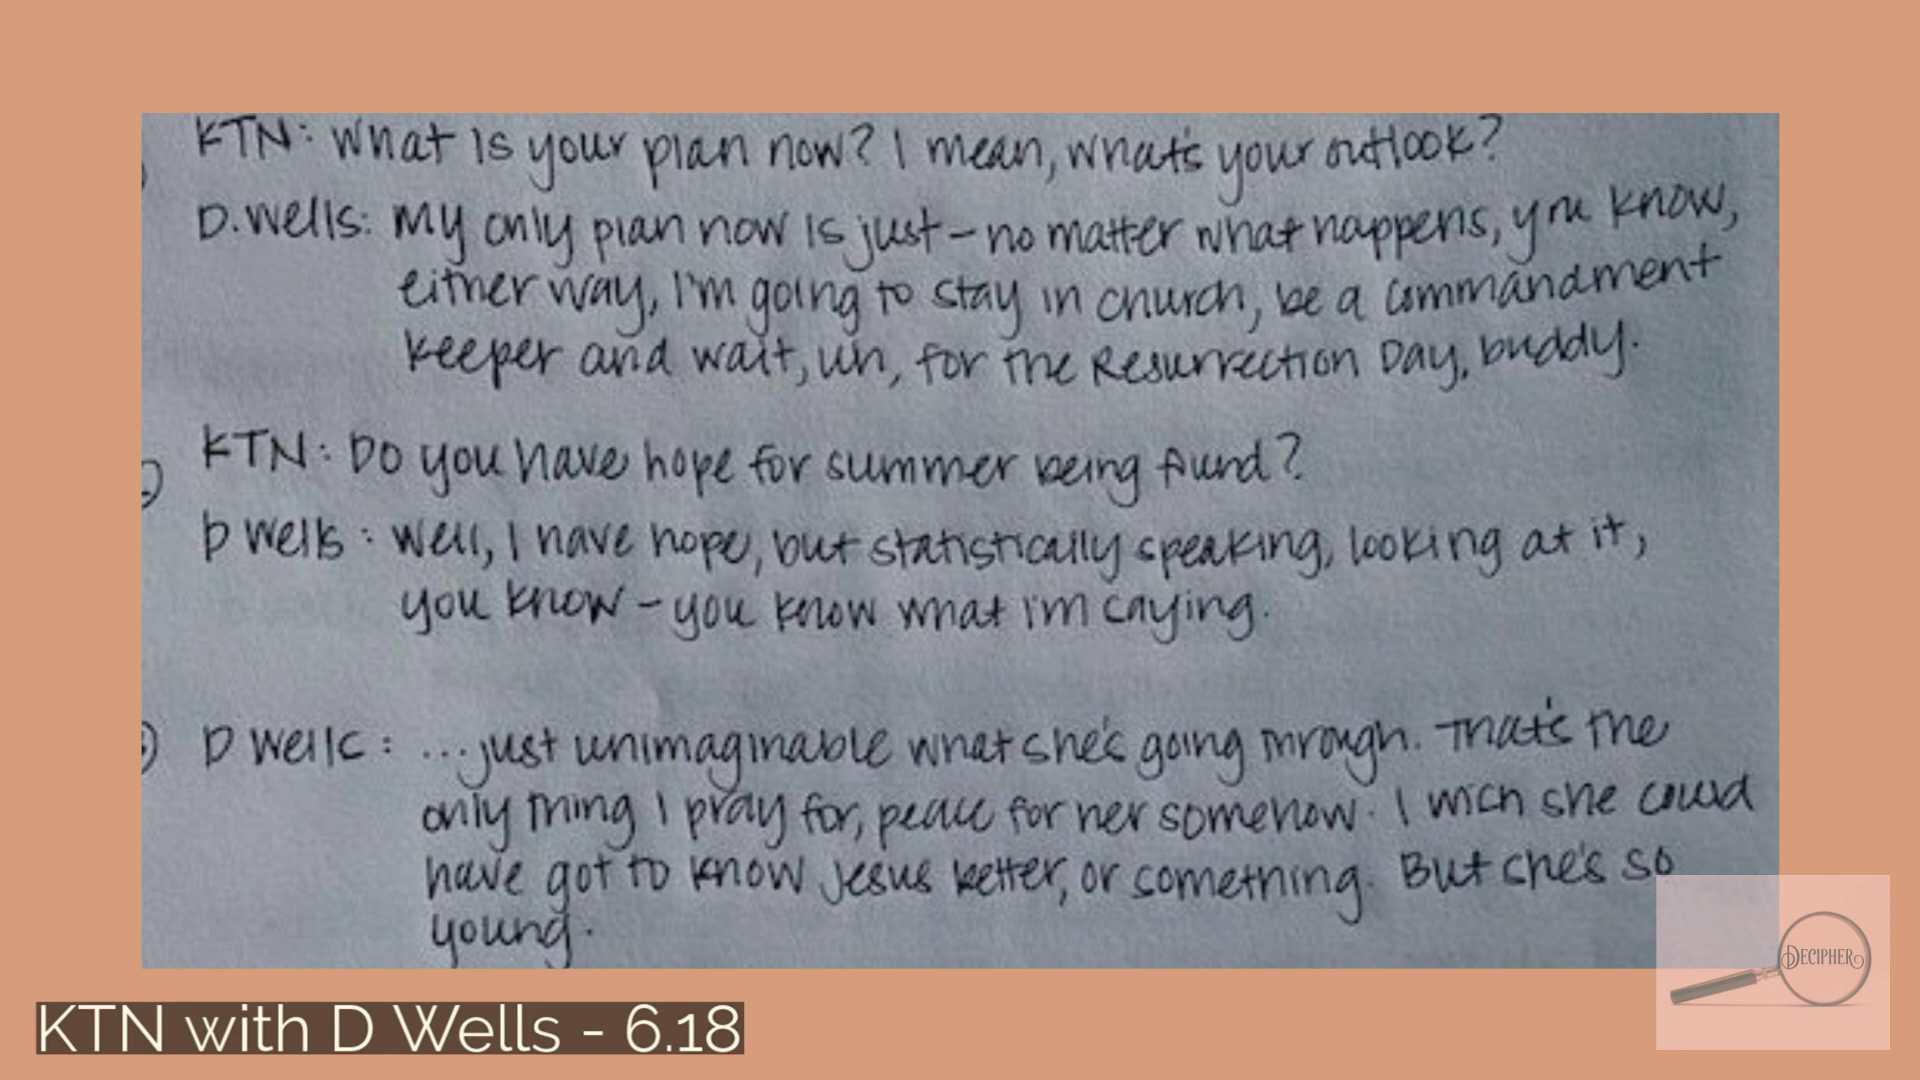 KTN: What is your plan now? I mean, what's your outlook?
D. Wells: My only plan now is just – no matter what happens, you know,
either way, I'm going to stay in church, be a commandment
keeper and wait, uh, for the Resurrection Day, buddy.
KTN: Do you have hope for summer being found?
D Wells: Well, I have hope, but statistically speaking, looking at it,
you know – you know what I'm saying.
D Wells: ...just unimaginable what she's going through. That's the
only thing I pray for, peace for her somehow. I wish she could
have got to know Jesus better, or something. But she's so
young.
DECIPHER
KTN with D Wells - 6.18